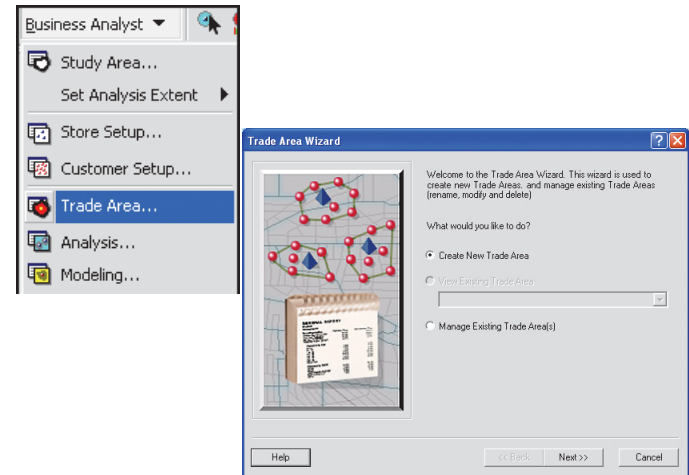 Business Analyst
Study Area...
Set Analysis Extent
Store Setup...
Customer Setup...
Trade Area...
Analysis...
Modeling...
Trade Area Wizard
Welcome to the Trade Area Wizard. This wizard is used to
create new Trade Areas, and manage existing Trade Areas
(rename, modify and delete)
What would you like to do?
Create New Trade Area
View Existing Trade Area
Manage Existing Trade Area(s)
Help
<< Back
Next >>
Cancel